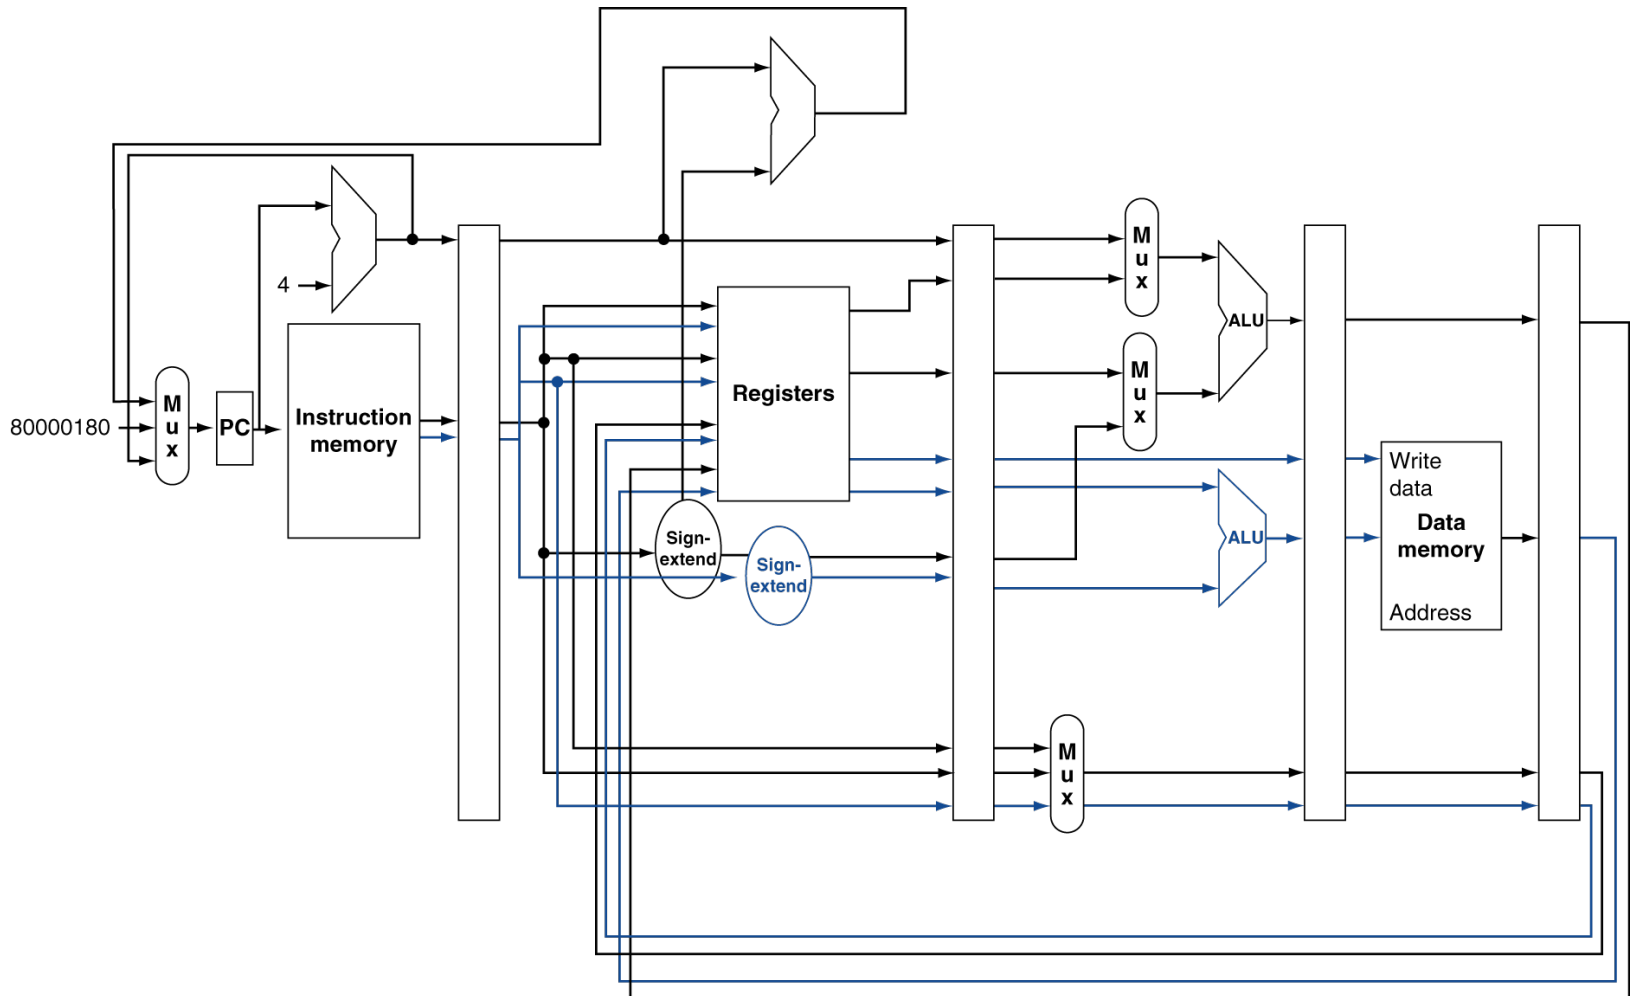 M
u
x
4
Instruction
memory
80000180
M
u
x
PC
Registers
M
u
x
ALU
M
u
x
Write
data
Data
memory
Address
ALU
Sign-
extend
Sign-
extend
M
u
x